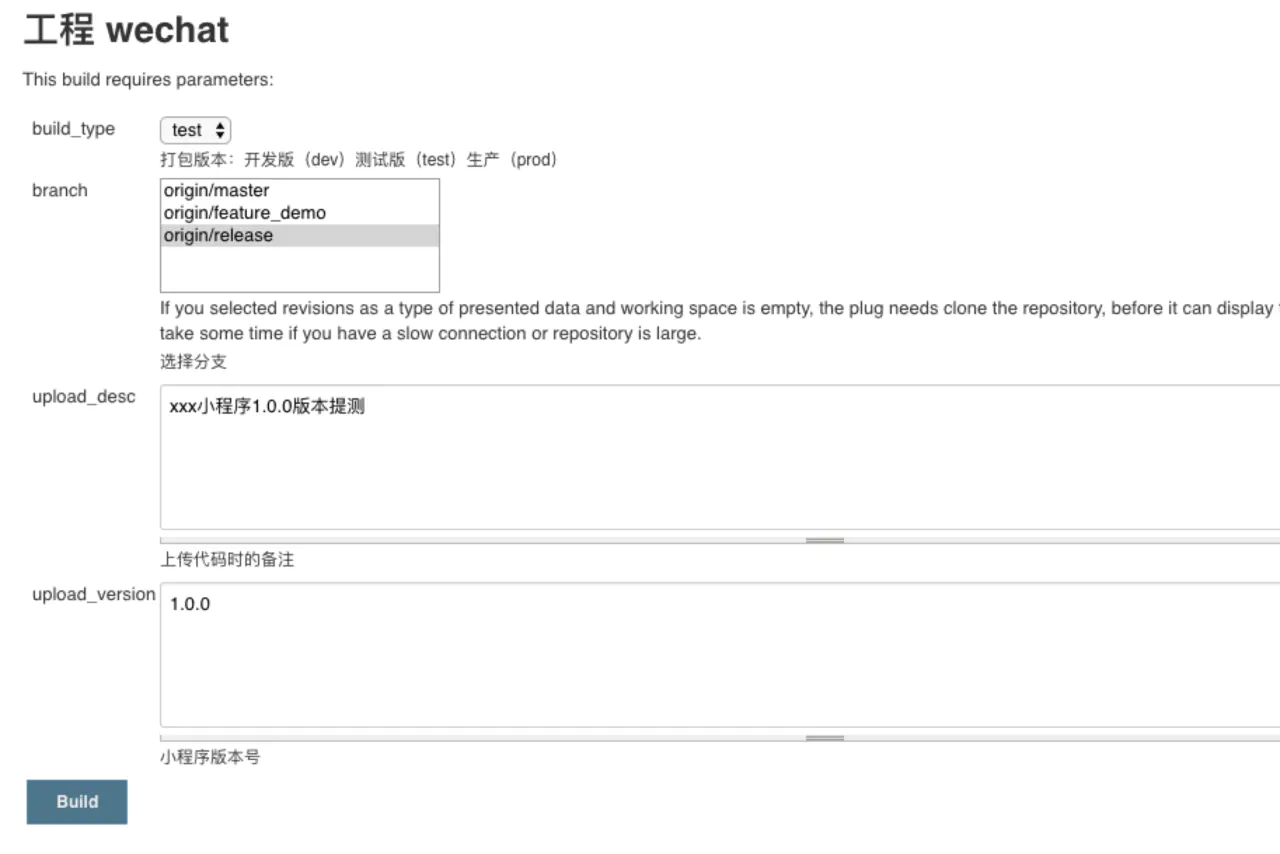 工程 wechat
This build requires parameters:
build_type
test
打包版本：开发版（dev）测试版（test）生产（prod）
branch
origin/master
origin/feature_demo
origin/release
If you selected revisions as a type of presented data and working space is empty, the plug needs clone the repository, before it can display
take some time if you have a slow connection or repository is large.
选择分支
upload_desc
xxx小程序1.0.0版本提测
上传代码时的备注
upload_version
1.0.0
小程序版本号
Build